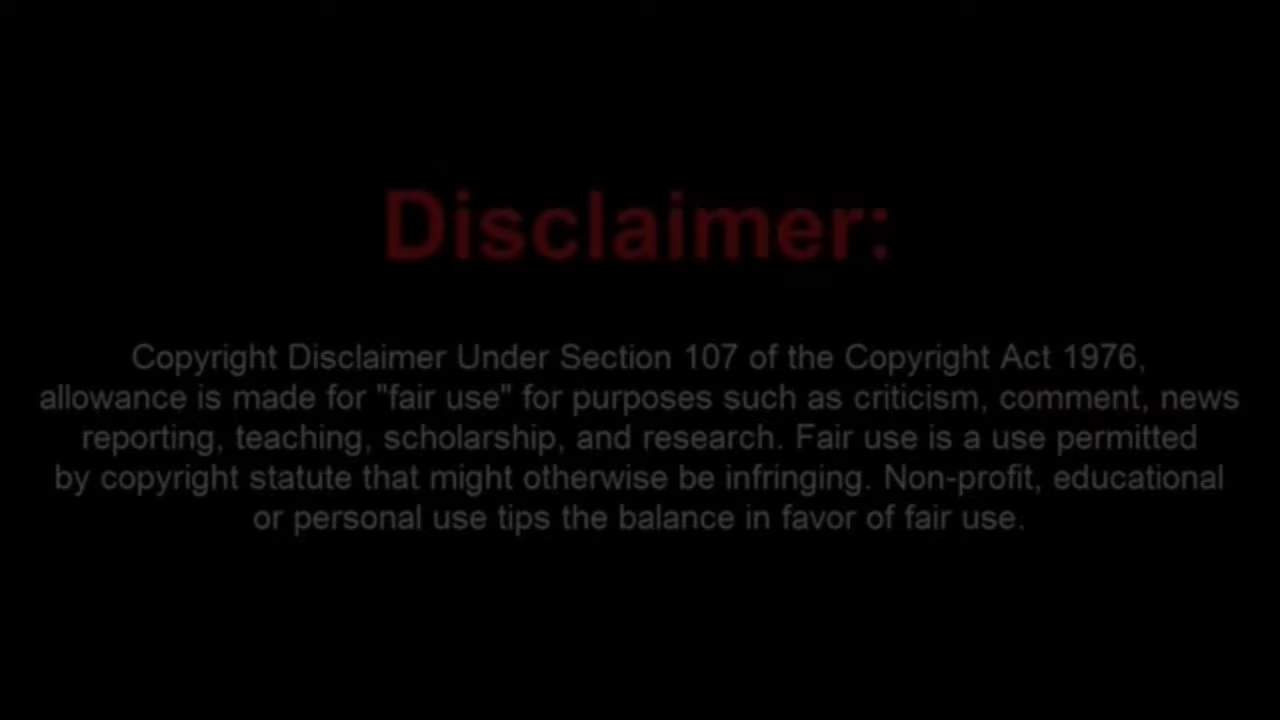 Disclaimer:
Copyright Disclaimer Under Section 107 of the Copyright Act 1976,
allowance is made for "fair use" for purposes such as criticism, comment, news
reporting, teaching, scholarship, and research. Fair use is a use permitted
by copyright statute that might otherwise be infringing. Non-profit, educational
or personal use tips the balance in favor of fair use.